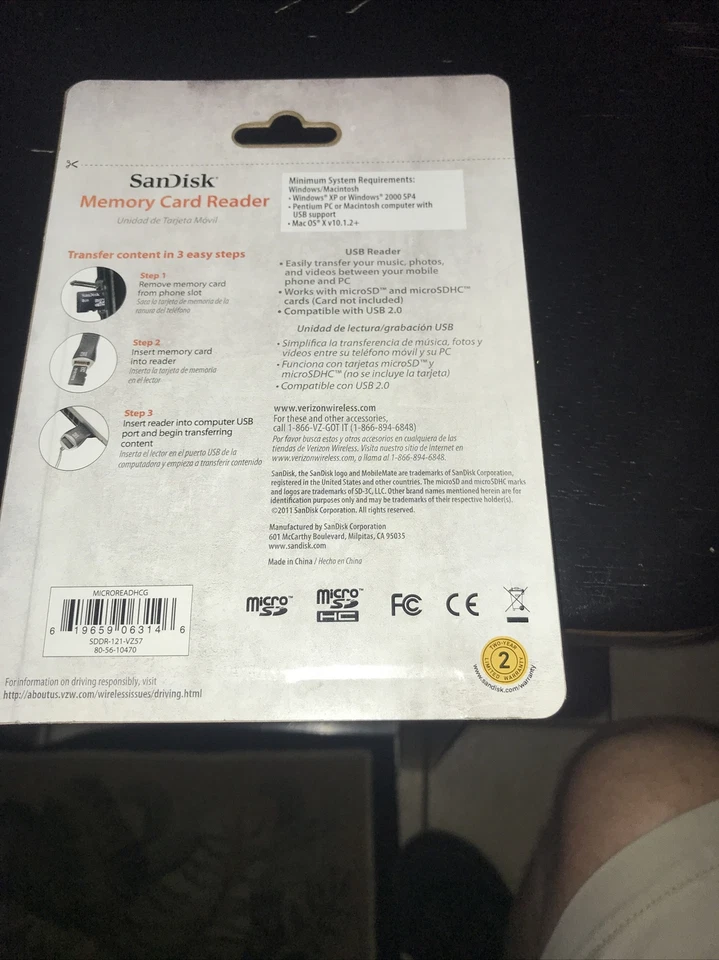 SanDisk
Memory Card Reader
Unidad de Tarjeta Móvil
Minimum System Requirements:
Windows/Macintosh
• Windows® XP or Windows® 2000 SP4
• Pentium PC or Macintosh computer with
USB support
• Mac OS® X v10.1.2+
Transfer content in 3 easy steps
Step 1
Remove memory card
from phone slot
Saca la tarjeta de memoria de la
ranura del teléfono
Step 2
Insert memory card
into reader
Inserta la tarjeta de memoria
en el lector
Step 3
Insert reader into computer USB
port and begin transferring
content
Inserta el lector en el puerto USB de la
computadora y empieza a transferir contenido
USB Reader
• Easily transfer your music, photos,
and videos between your mobile
phone and PC
• Works with microSD™ and microSDHC™
cards (Card not included)
• Compatible with USB 2.0
Unidad de lectura/grabación USB
• Simplifica la transferencia de música, fotos y
videos entre su teléfono móvil y su PC
• Funciona con tarjetas microSD™ y
microSDHC™ (no se incluye la tarjeta)
• Compatible con USB 2.0
www.verizonwireless.com
For these and other accessories,
call 1-866-VZ-GOT IT (1-866-894-6848)
Por favor busca estos y otros accesorios en cualquiera de las
tiendas de Verizon Wireless. Visita nuestro sitio de Internet en
www.verizonwireless.com, o llama al 1-866-894-6848.
SanDisk, the SanDisk logo and MobileMate are trademarks of SanDisk Corporation,
registered in the United States and other countries. The microSD and microSDHC marks
and logos are trademarks of SD-3C, LLC. Other brand names mentioned herein are for
identification purposes only and may be trademarks of their respective holder(s).
©2011 SanDisk Corporation. All rights reserved.
Manufactured by SanDisk Corporation
601 McCarthy Boulevard, Milpitas, CA 95035
www.sandisk.com
Made in China / Hecho en China
MICROREADHCG
6 19659 06314 6
SDDR-121-VZ57
80-56-10470
micro SD™
micro SD™ HC
FC
CE
TWO-YEAR
2
LIMITED WARRANTY
www.sandisk.com/warranty
For information on driving responsibly, visit
http://aboutus.vzw.com/wirelessissues/driving.html